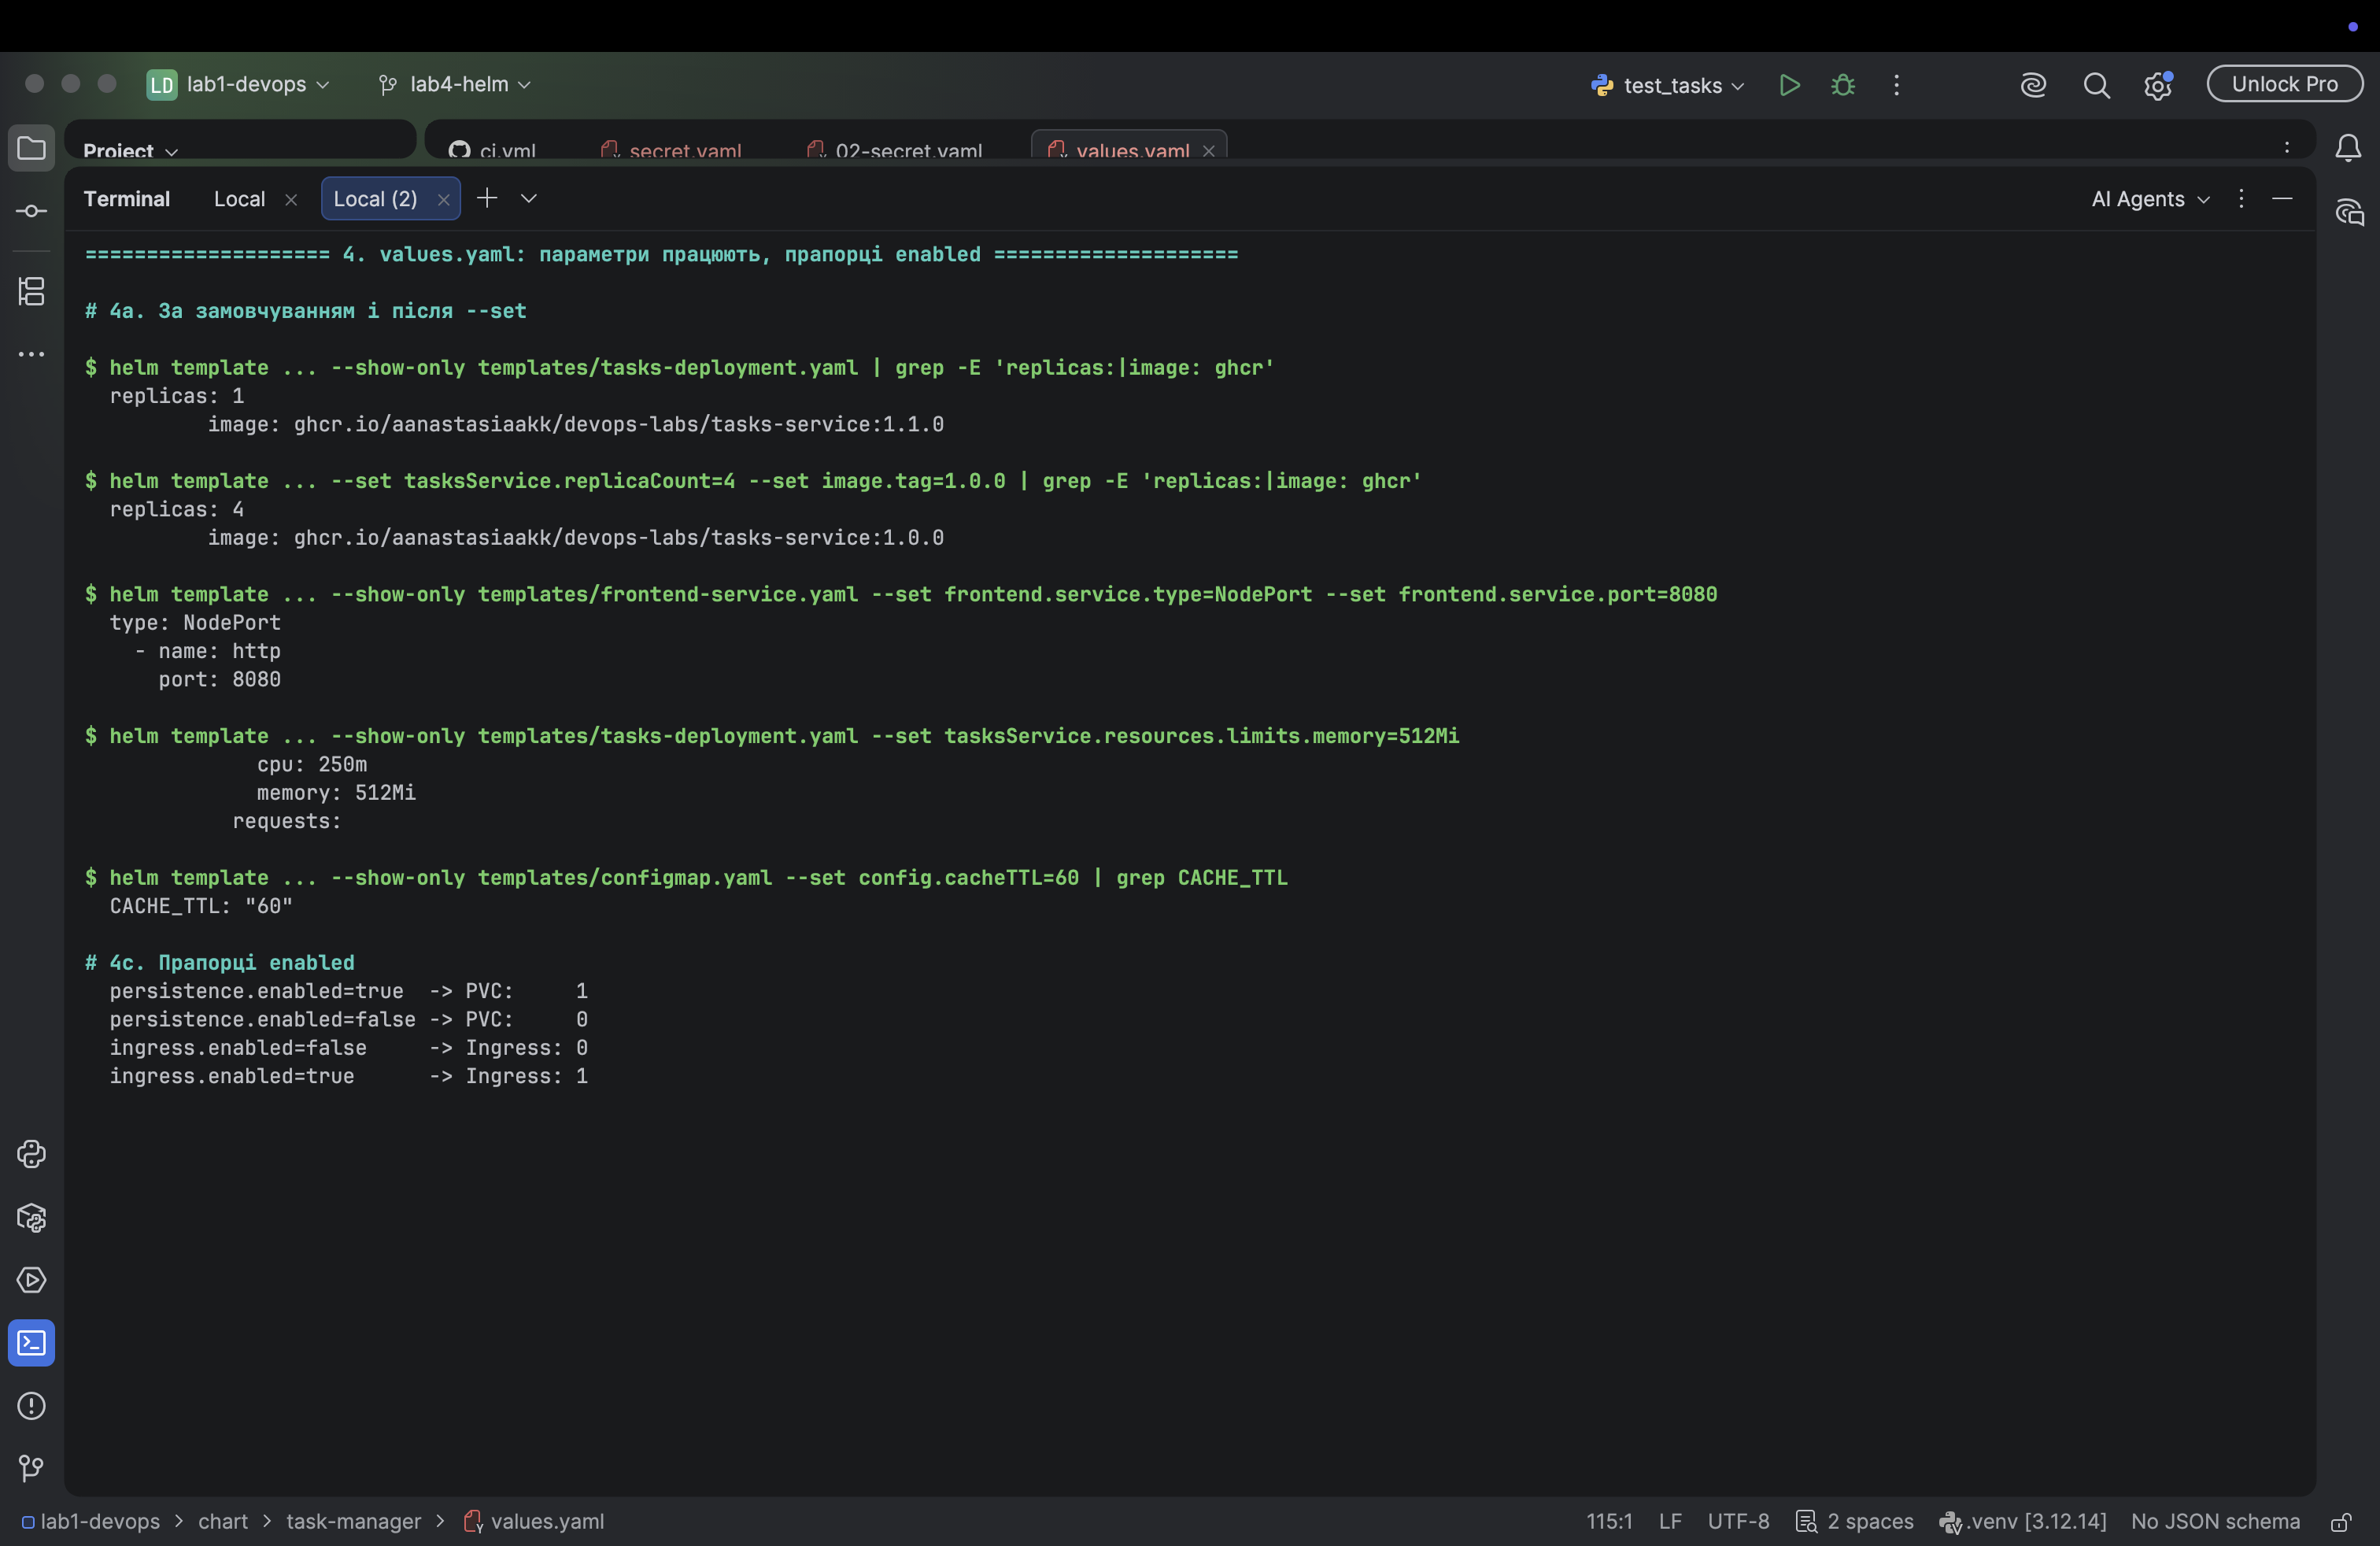 LD lab1-devops lab4-helm test_tasks Unlock Pro
Project ci.yml secret.yaml 02-secret.yaml values.yaml
Terminal Local Local (2) AI Agents
==================== 4. values.yaml: параметри працюють, прапорці enabled ====================
# 4a. За замовчуванням і після --set
$ helm template ... --show-only templates/tasks-deployment.yaml | grep -E 'replicas:|image: ghcr'
replicas: 1
image: ghcr.io/aanastasiaakk/devops-labs/tasks-service:1.1.0
$ helm template ... --set tasksService.replicaCount=4 --set image.tag=1.0.0 | grep -E 'replicas:|image: ghcr'
replicas: 4
image: ghcr.io/aanastasiaakk/devops-labs/tasks-service:1.0.0
$ helm template ... --show-only templates/frontend-service.yaml --set frontend.service.type=NodePort --set frontend.service.port=8080
type: NodePort
- name: http
port: 8080
$ helm template ... --show-only templates/tasks-deployment.yaml --set tasksService.resources.limits.memory=512Mi
cpu: 250m
memory: 512Mi
requests:
$ helm template ... --show-only templates/configmap.yaml --set config.cacheTTL=60 | grep CACHE_TTL
CACHE_TTL: "60"
# 4c. Прапорці enabled
persistence.enabled=true -> PVC: 1
persistence.enabled=false -> PVC: 0
ingress.enabled=false -> Ingress: 0
ingress.enabled=true -> Ingress: 1
lab1-devops > chart > task-manager > values.yaml 115:1 LF UTF-8 2 spaces .venv [3.12.14] No JSON schema